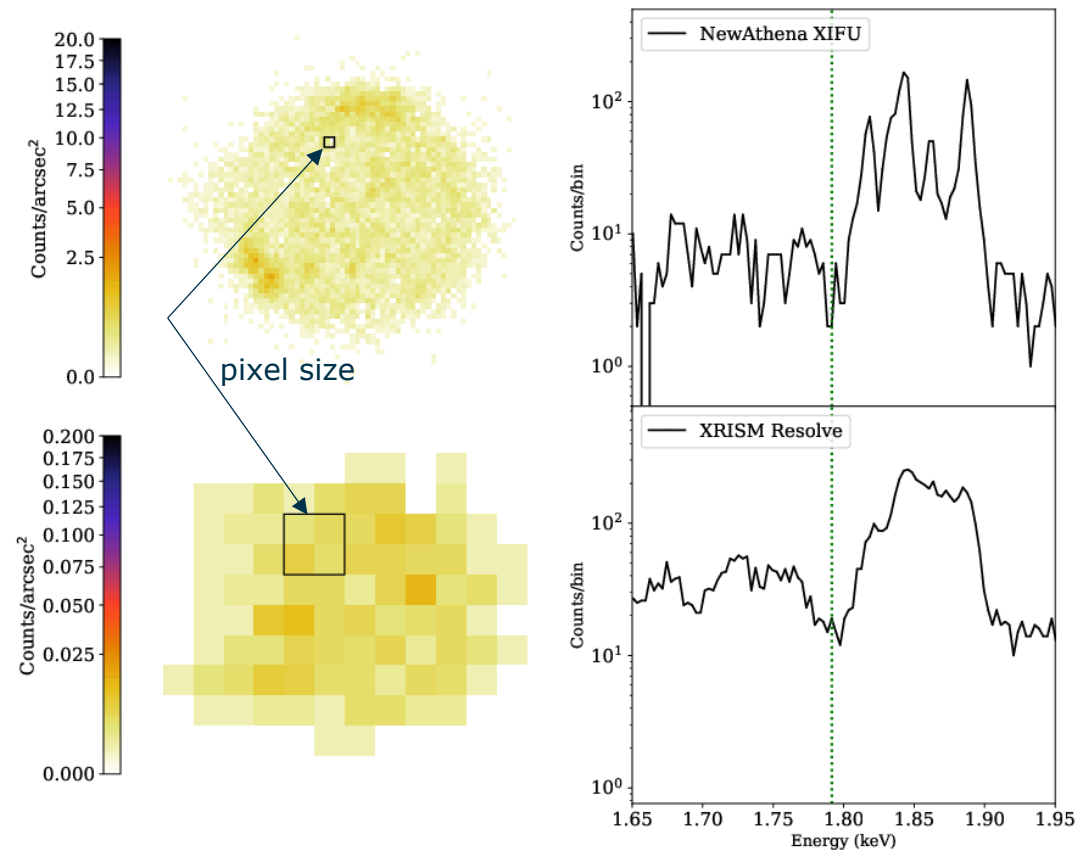 20.0
17.5
15.0
12.5
10.0
7.5
5.0
2.5
0.0
Counts/arcsec²
pixel size
0.200
0.175
0.150
0.125
0.100
0.075
0.050
0.025
0.000
Counts/arcsec²
NewAthena XIFU
10²
10¹
10⁰
Counts/bin
XRISM Resolve
10²
10¹
10⁰
Counts/bin
1.65 1.70 1.75 1.80 1.85 1.90 1.95
Energy (keV)